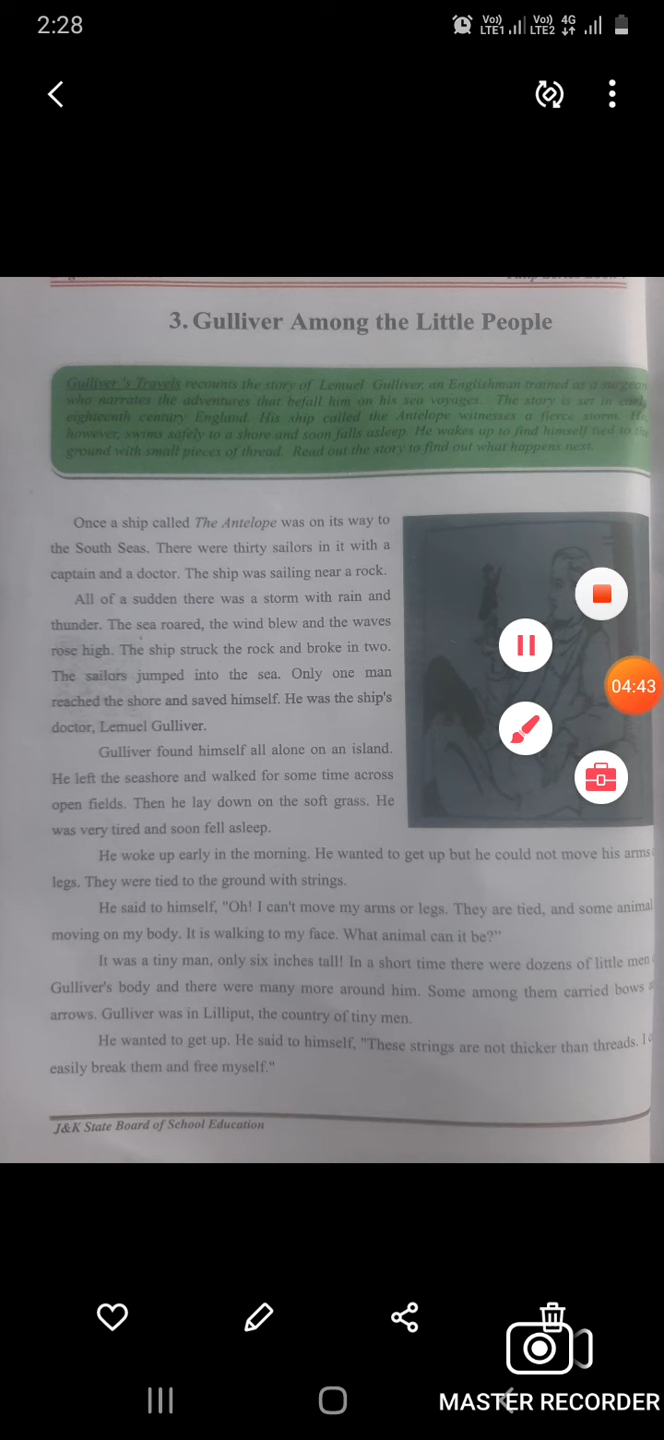 2:28
Vo)) LTE1 Vo)) LTE2 4G
3. Gulliver Among the Little People
Gulliver 's Travels recounts the story of Lemuel Gulliver, an Englishman trained as a surgeon
who narrates the adventures that befall him on his sea voyages. The story is set in early
eighteenth century England. His ship called the Antelope witnesses a fierce storm. He,
however, swims safely to a shore and soon falls asleep. He wakes up to find himself tied to the
ground with small pieces of thread. Read out the story to find out what happens next.
Once a ship called The Antelope was on its way to
the South Seas. There were thirty sailors in it with a
captain and a doctor. The ship was sailing near a rock.
All of a sudden there was a storm with rain and
thunder. The sea roared, the wind blew and the waves
rose high. The ship struck the rock and broke in two.
The sailors jumped into the sea. Only one man
reached the shore and saved himself. He was the ship's
doctor, Lemuel Gulliver.
04:43
Gulliver found himself all alone on an island.
He left the seashore and walked for some time across
open fields. Then he lay down on the soft grass. He
was very tired and soon fell asleep.
He woke up early in the morning. He wanted to get up but he could not move his arms
legs. They were tied to the ground with strings.
He said to himself, "Oh! I can't move my arms or legs. They are tied, and some animal
moving on my body. It is walking to my face. What animal can it be?"
It was a tiny man, only six inches tall! In a short time there were dozens of little men
Gulliver's body and there were many more around him. Some among them carried bows
arrows. Gulliver was in Lilliput, the country of tiny men.
He wanted to get up. He said to himself, "These strings are not thicker than threads. I
easily break them and free myself."
J&K State Board of School Education
MASTER RECORDER